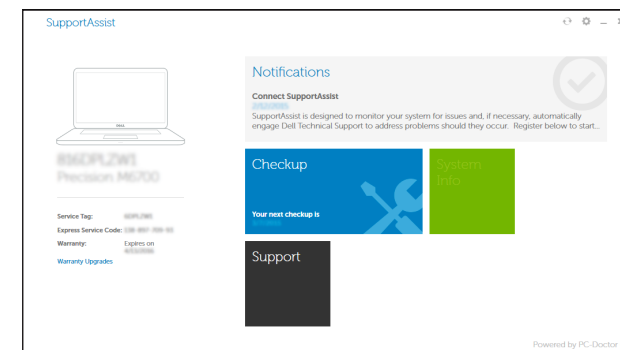 SupportAssist
DELL
Precision M6700
Service Tag:
Express Service Code:
Warranty: Expires on
Warranty Upgrades
Notifications
Connect SupportAssist
SupportAssist is designed to monitor your system for issues and, if necessary, automatically
engage Dell Technical Support to address problems should they occur. Register below to start...
Checkup
Your next checkup is
System
Info
Support
Powered by PC-Doctor